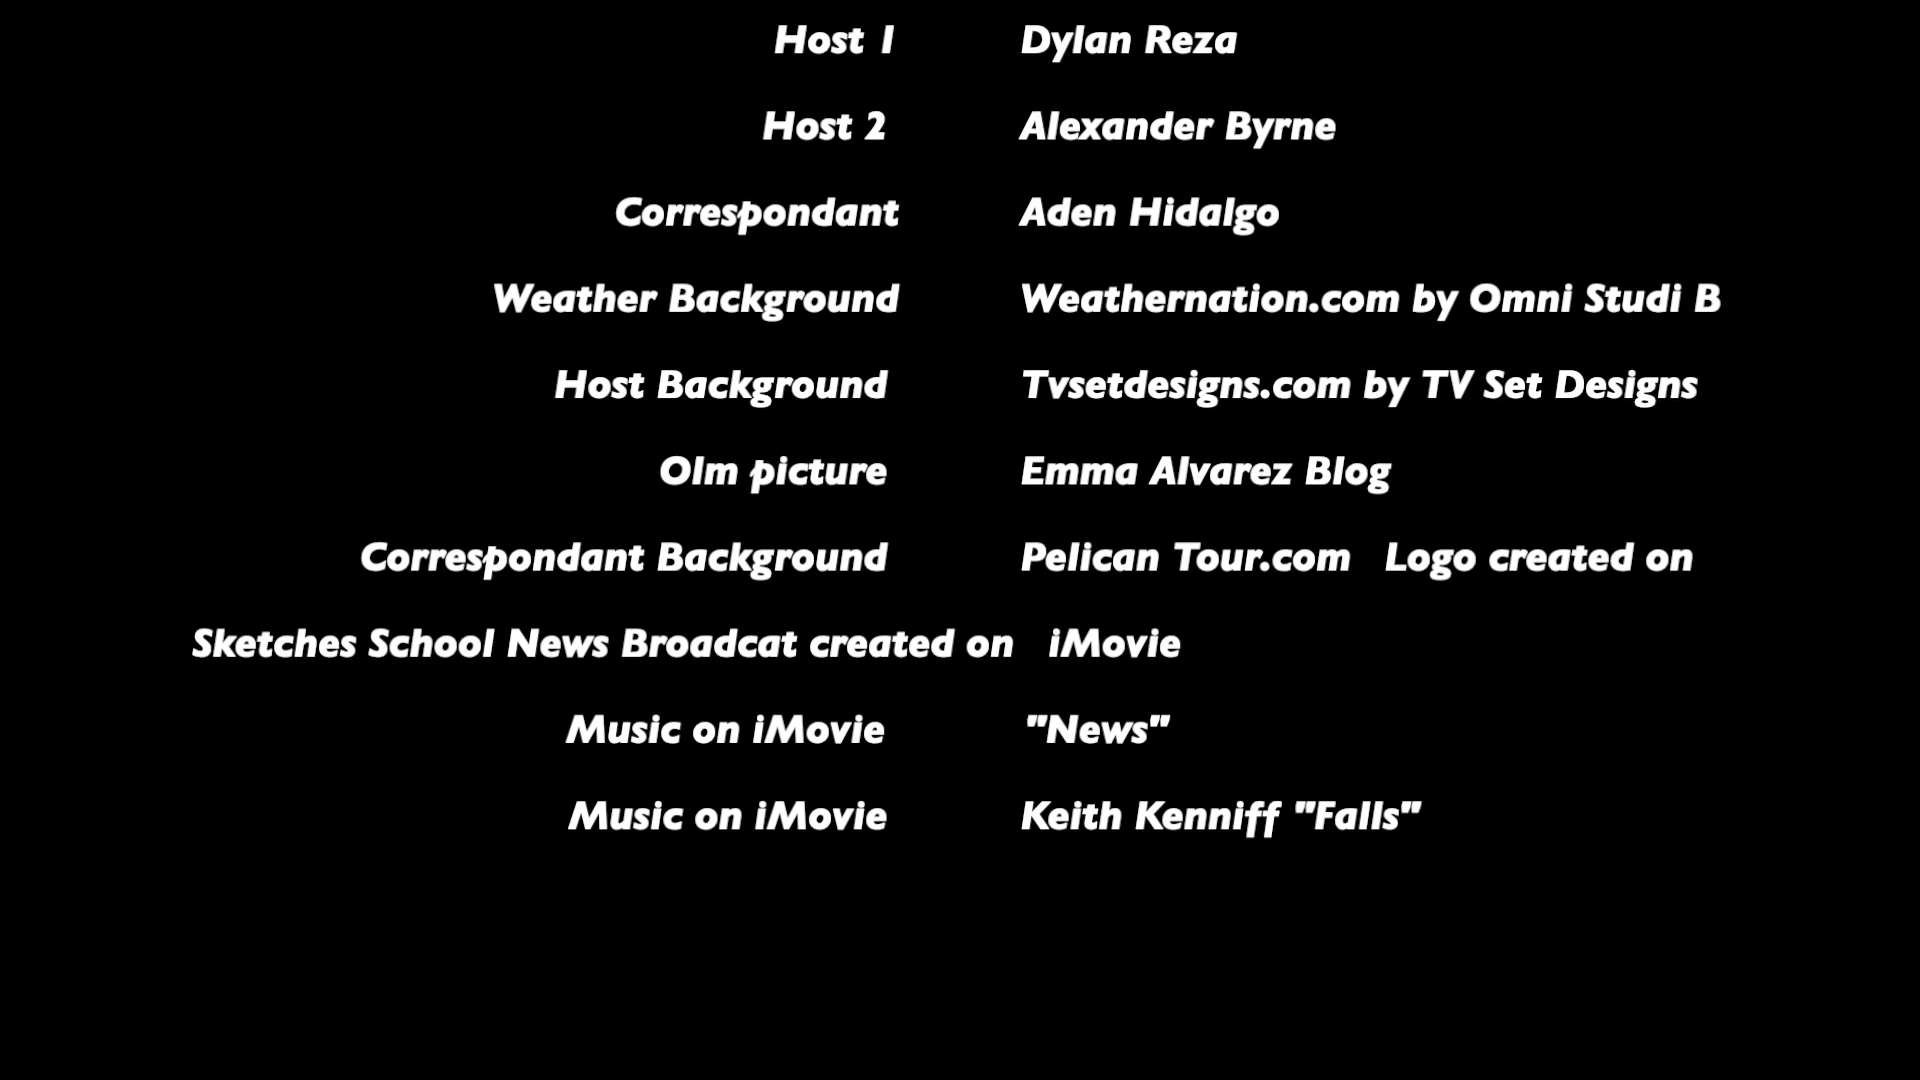 Host 1 Dylan Reza
Host 2 Alexander Byrne
Correspondant Aden Hidalgo
Weather Background Weathernation.com by Omni Studi B
Host Background Tvsetdesigns.com by TV Set Designs
Olm picture Emma Alvarez Blog
Correspondant Background Pelican Tour.com Logo created on
Sketches School News Broadcat created on iMovie
Music on iMovie "News"
Music on iMovie Keith Kenniff "Falls"